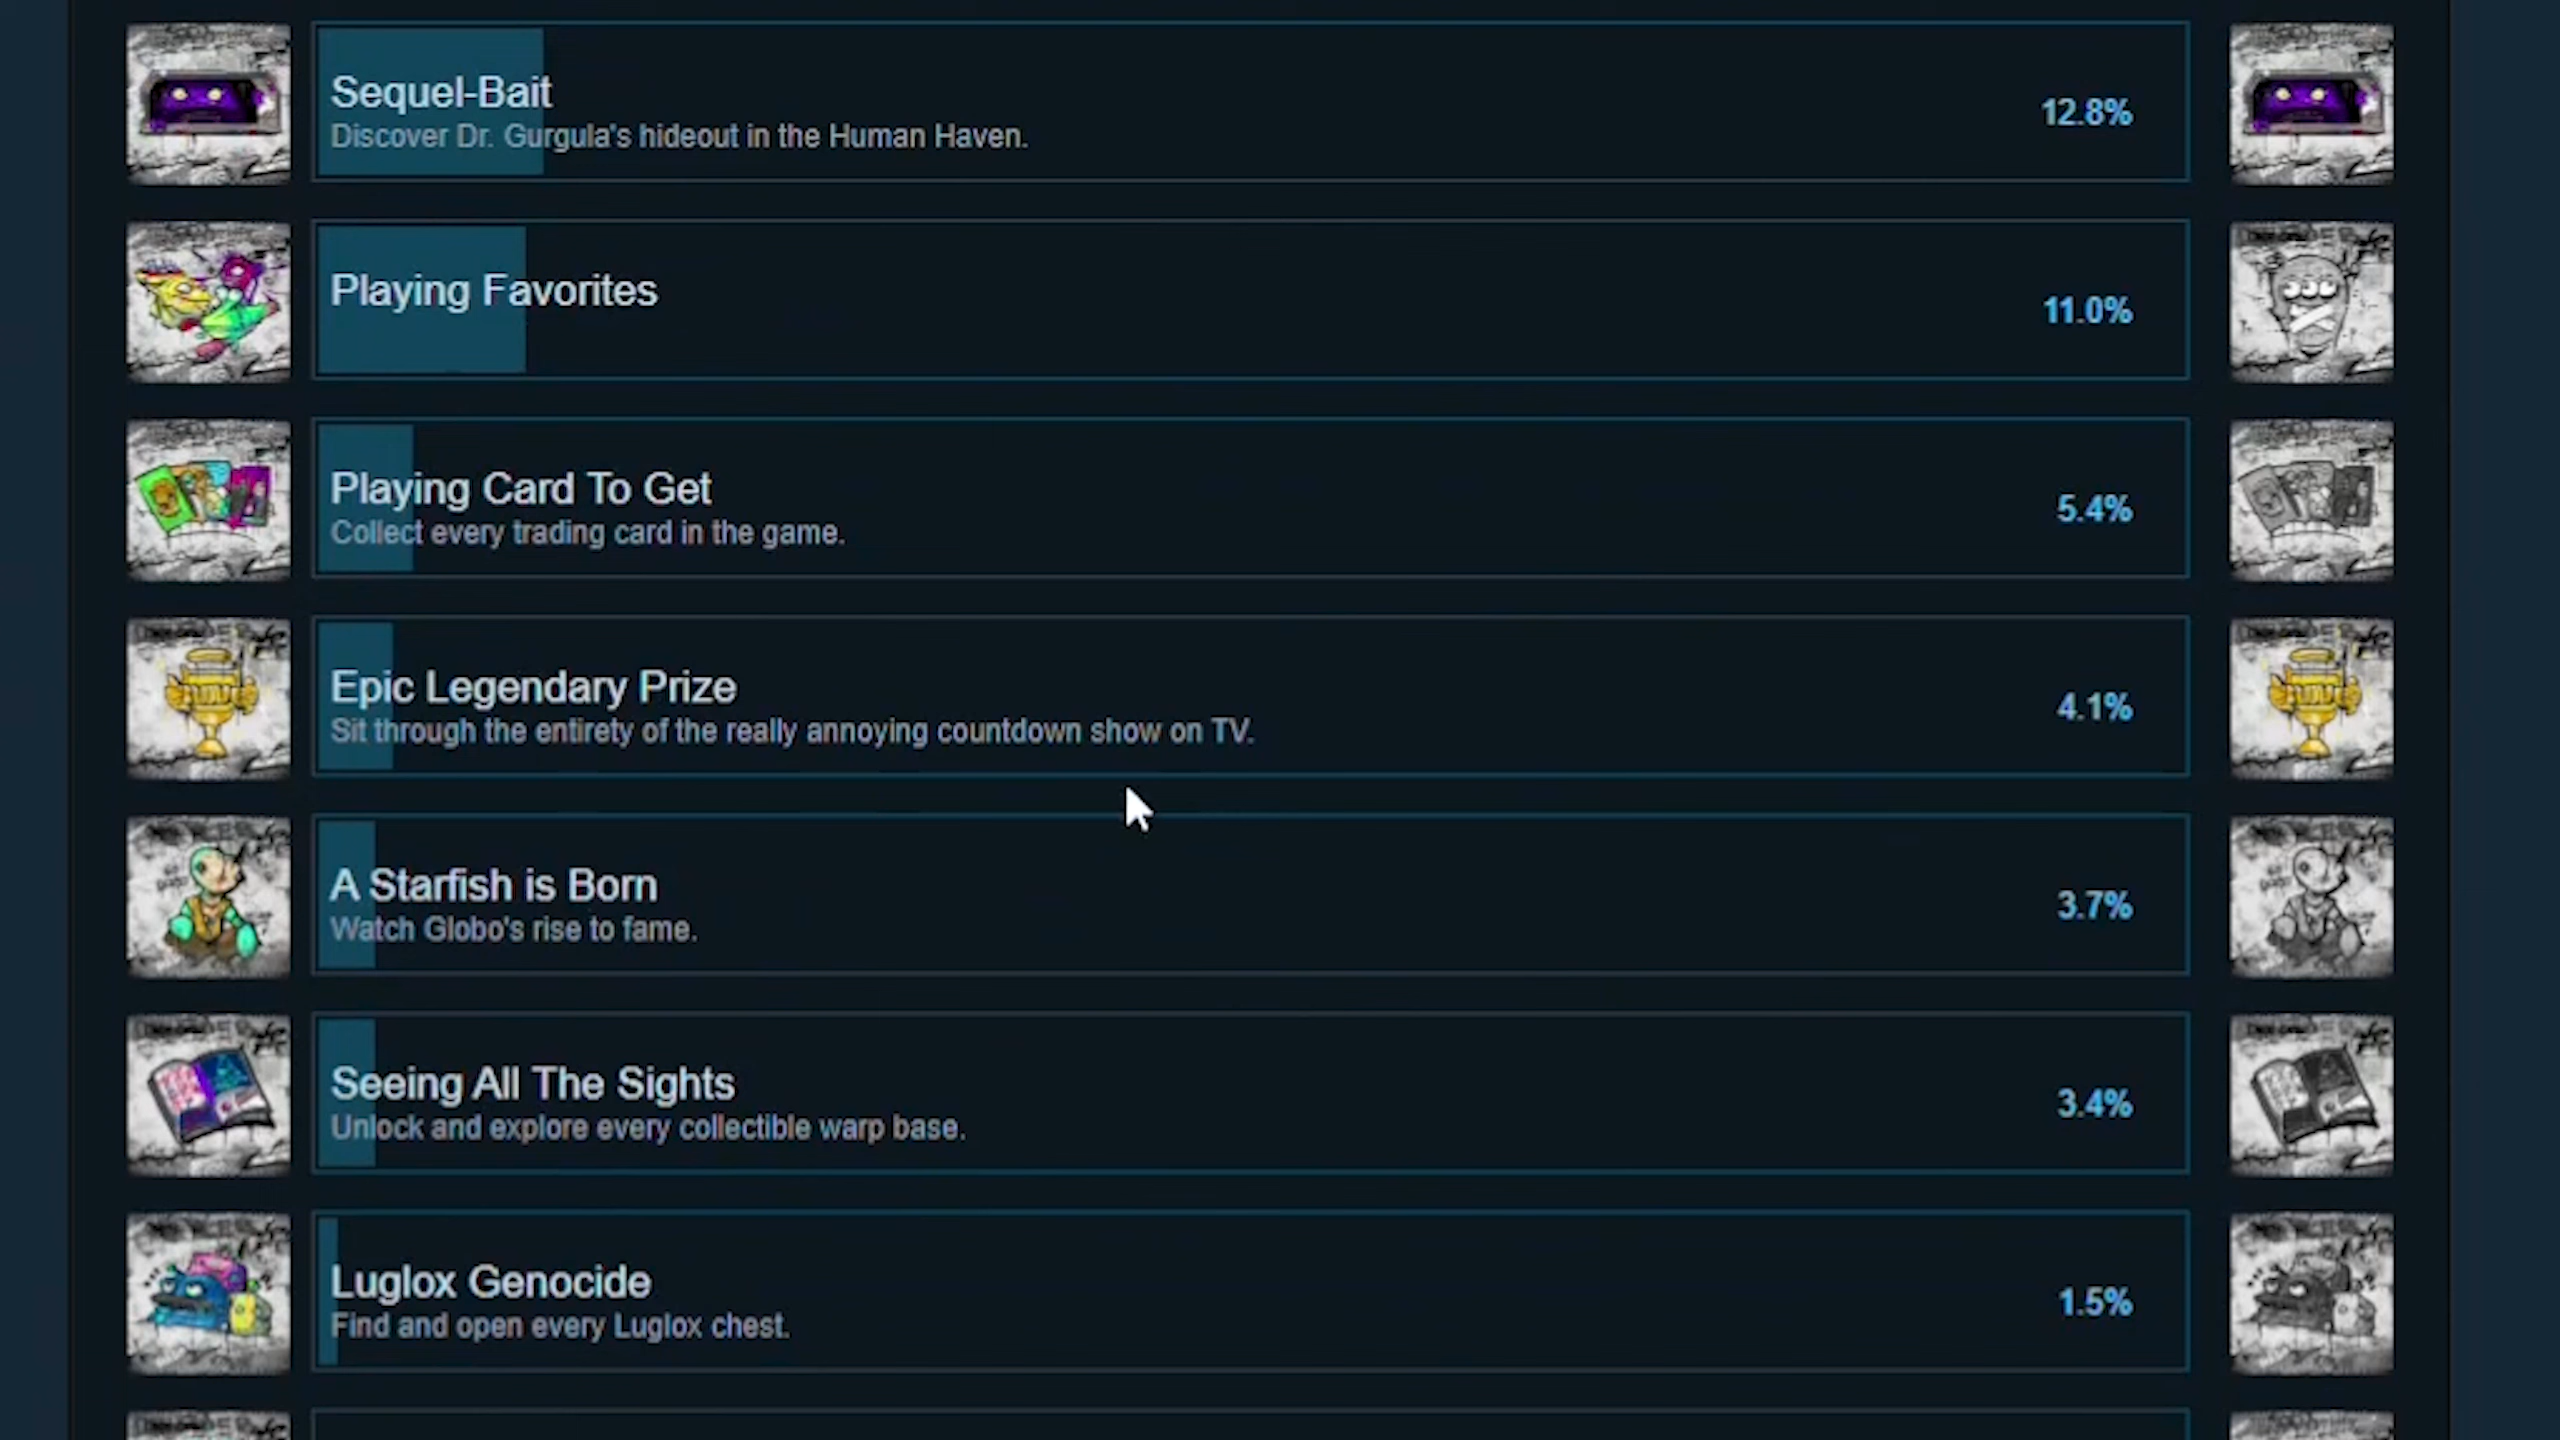 Sequel-Bait
Discover Dr. Gurgula's hideout in the Human Haven.
12.8%
Playing Favorites
11.0%
Playing Card To Get
Collect every trading card in the game.
5.4%
Epic Legendary Prize
Sit through the entirety of the really annoying countdown show on TV.
4.1%
A Starfish is Born
Watch Globo's rise to fame.
3.7%
Seeing All The Sights
Unlock and explore every collectible warp base.
3.4%
Luglox Genocide
Find and open every Luglox chest.
1.5%